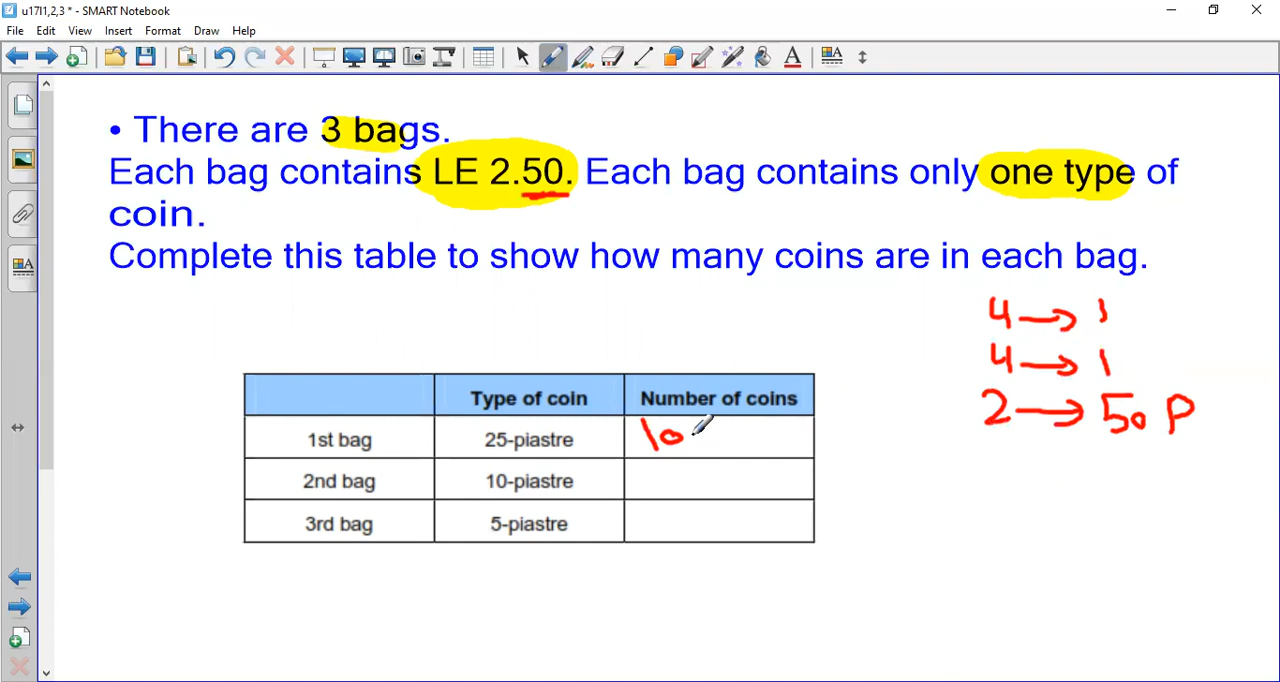 u17l1,2,3 * - SMART Notebook
File Edit View Insert Format Draw Help
• There are 3 bags.
Each bag contains LE 2.50. Each bag contains only one type of
coin.
Complete this table to show how many coins are in each bag.
4 → 1
4 → 1
2 → 50 P
Type of coin Number of coins
1st bag 25-piastre 10
2nd bag 10-piastre
3rd bag 5-piastre